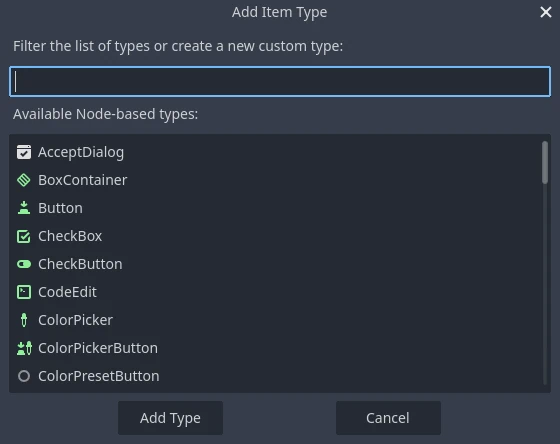 Add Item Type
Filter the list of types or create a new custom type:
Available Node-based types:
AcceptDialog
BoxContainer
Button
CheckBox
CheckButton
CodeEdit
ColorPicker
ColorPickerButton
ColorPresetButton
Add Type
Cancel